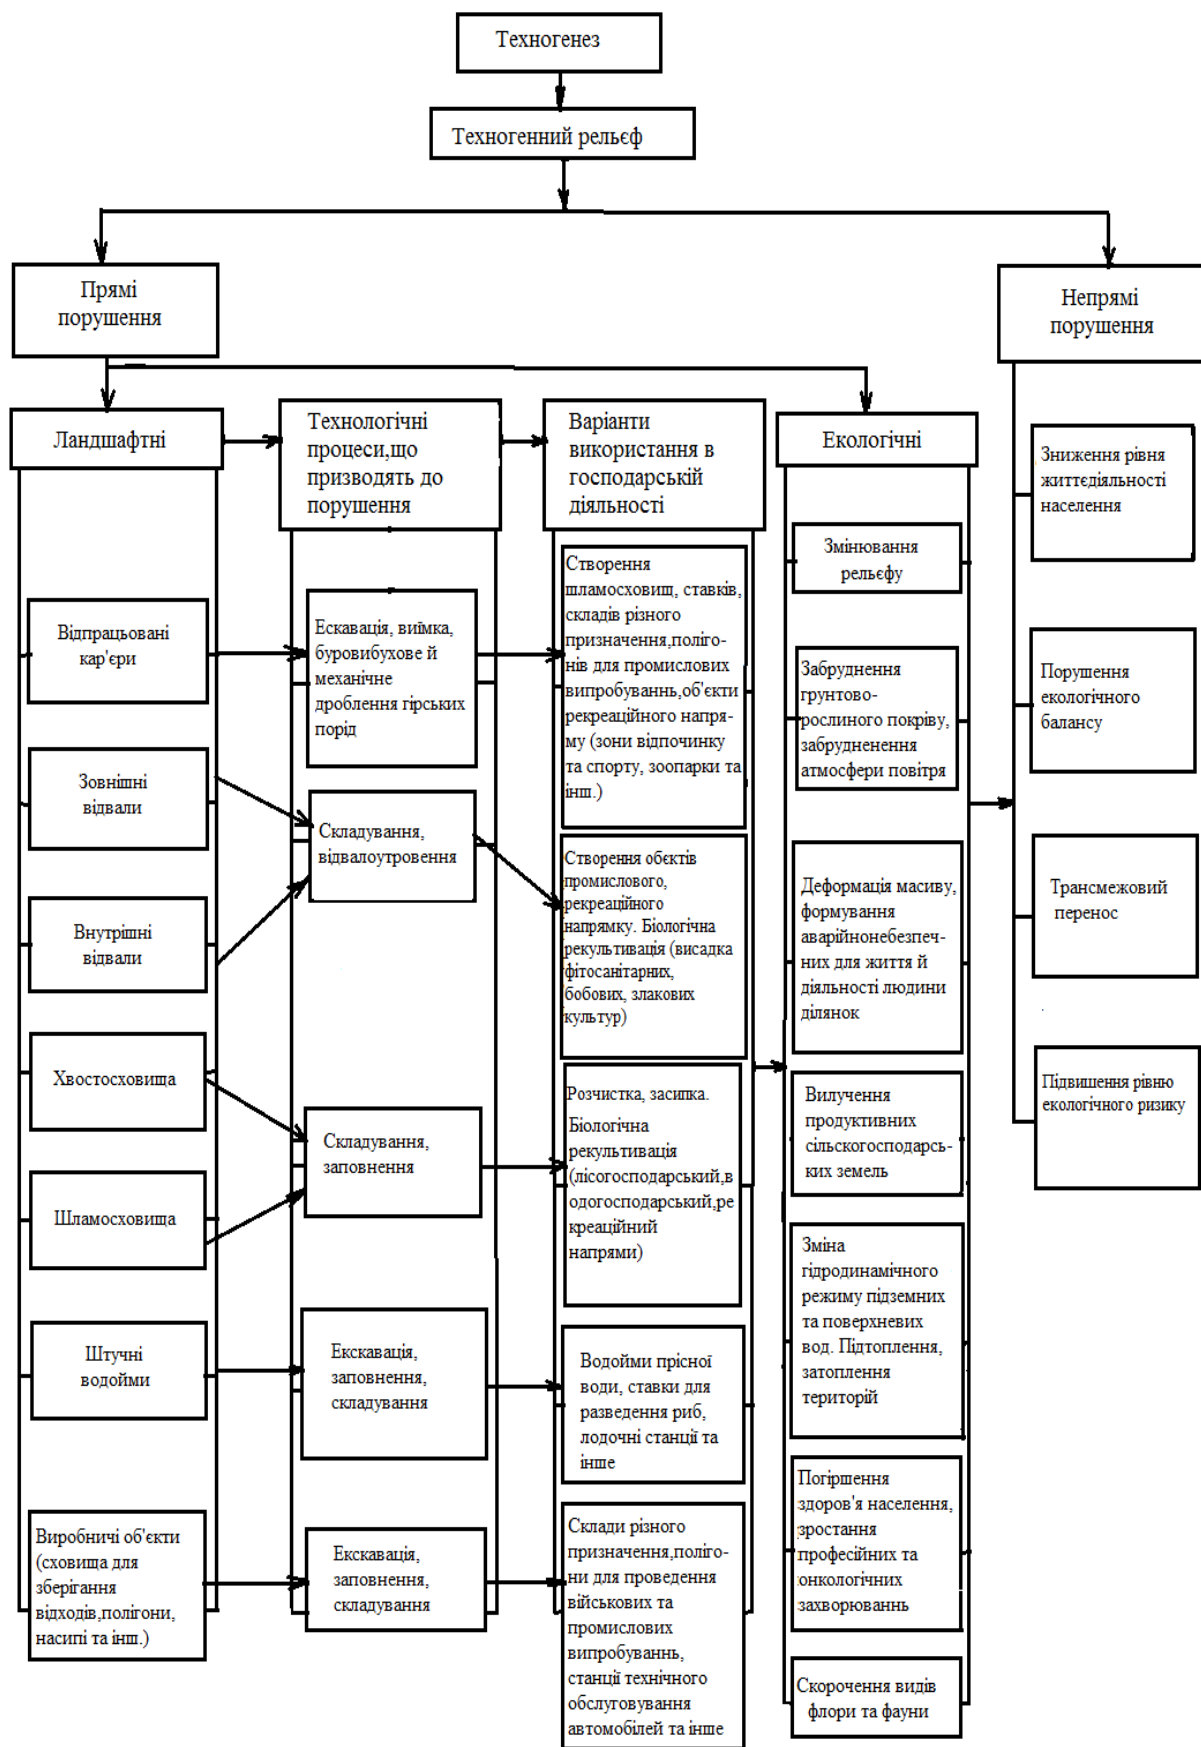 Техногенез
Техногенний рельєф
Прямі
порушення
Непрямі
порушення
Ландшафтні
Технологічні
процеси,що
призводять до
порушення
Варіанти
використання в
господарській
діяльності
Екологічні
Відпрацьовані
кар'єри
Зовнішні
відвали
Внутрішні
відвали
Хвостосховища
Шламосховища
Штучні
водойми
Виробничі об'єкти
(сховища для
зберігання
відходів,полігони,
насипі та інш.)
Ескавація, виїмка,
буровибухове й
механічне
дроблення гірських
порід
Складування,
відвалоутровення
Складування,
заповнення
Екскавація,
заповнення,
складування
Екскавація,
заповнення,
складування
Створення
шламосховищ, ставків,
складів різного
призначення,поліго-
нів для промислових
випробуваннь,об'єкти
рекреаційного напря-
му (зони відпочинку
та спорту, зоопарки та
інш.)
Створення обєктів
промислового,
рекреаційного
напрямку. Біологічна
рекультивація (висадка
фітосанітарних,
бобових, злакових
культур)
Розчистка, засипка.
Біологічна
рекультивація
(лісогосподарський,в
одогосподарський,ре
креаційний
напрями)
Водойми прісної
води, ставки для
разведення риб,
лодочні станції та
інше
Склади різного
призначення,поліго-
ни для проведення
військових та
промислових
випробуваннь,
станції технічного
обслуговування
автомобілей та інше
Змінювання
рельєфу
Забруднення
грунтово-
рослиного покріву,
забрудненення
атмосфери повітря
Деформація масиву,
формування
аварійнонебезпеч-
них для життя й
діяльності людини
ділянок
Вилучення
продуктивних
сільскогосподарсь-
ких земель
Зміна
гідродинамічного
режиму підземних
та поверхневих
вод. Підтоплення,
затоплення
територій
Погіршення
здоров'я населення,
зростання
професійних та
онкологічних
захворюваннь
Скорочення видів
флори та фауни
Зниження рівня
життєдіяльності
населення
Порушення
екологічного
балансу
Трансмежовий
перенос
Підвишення рівню
екологічного ризику